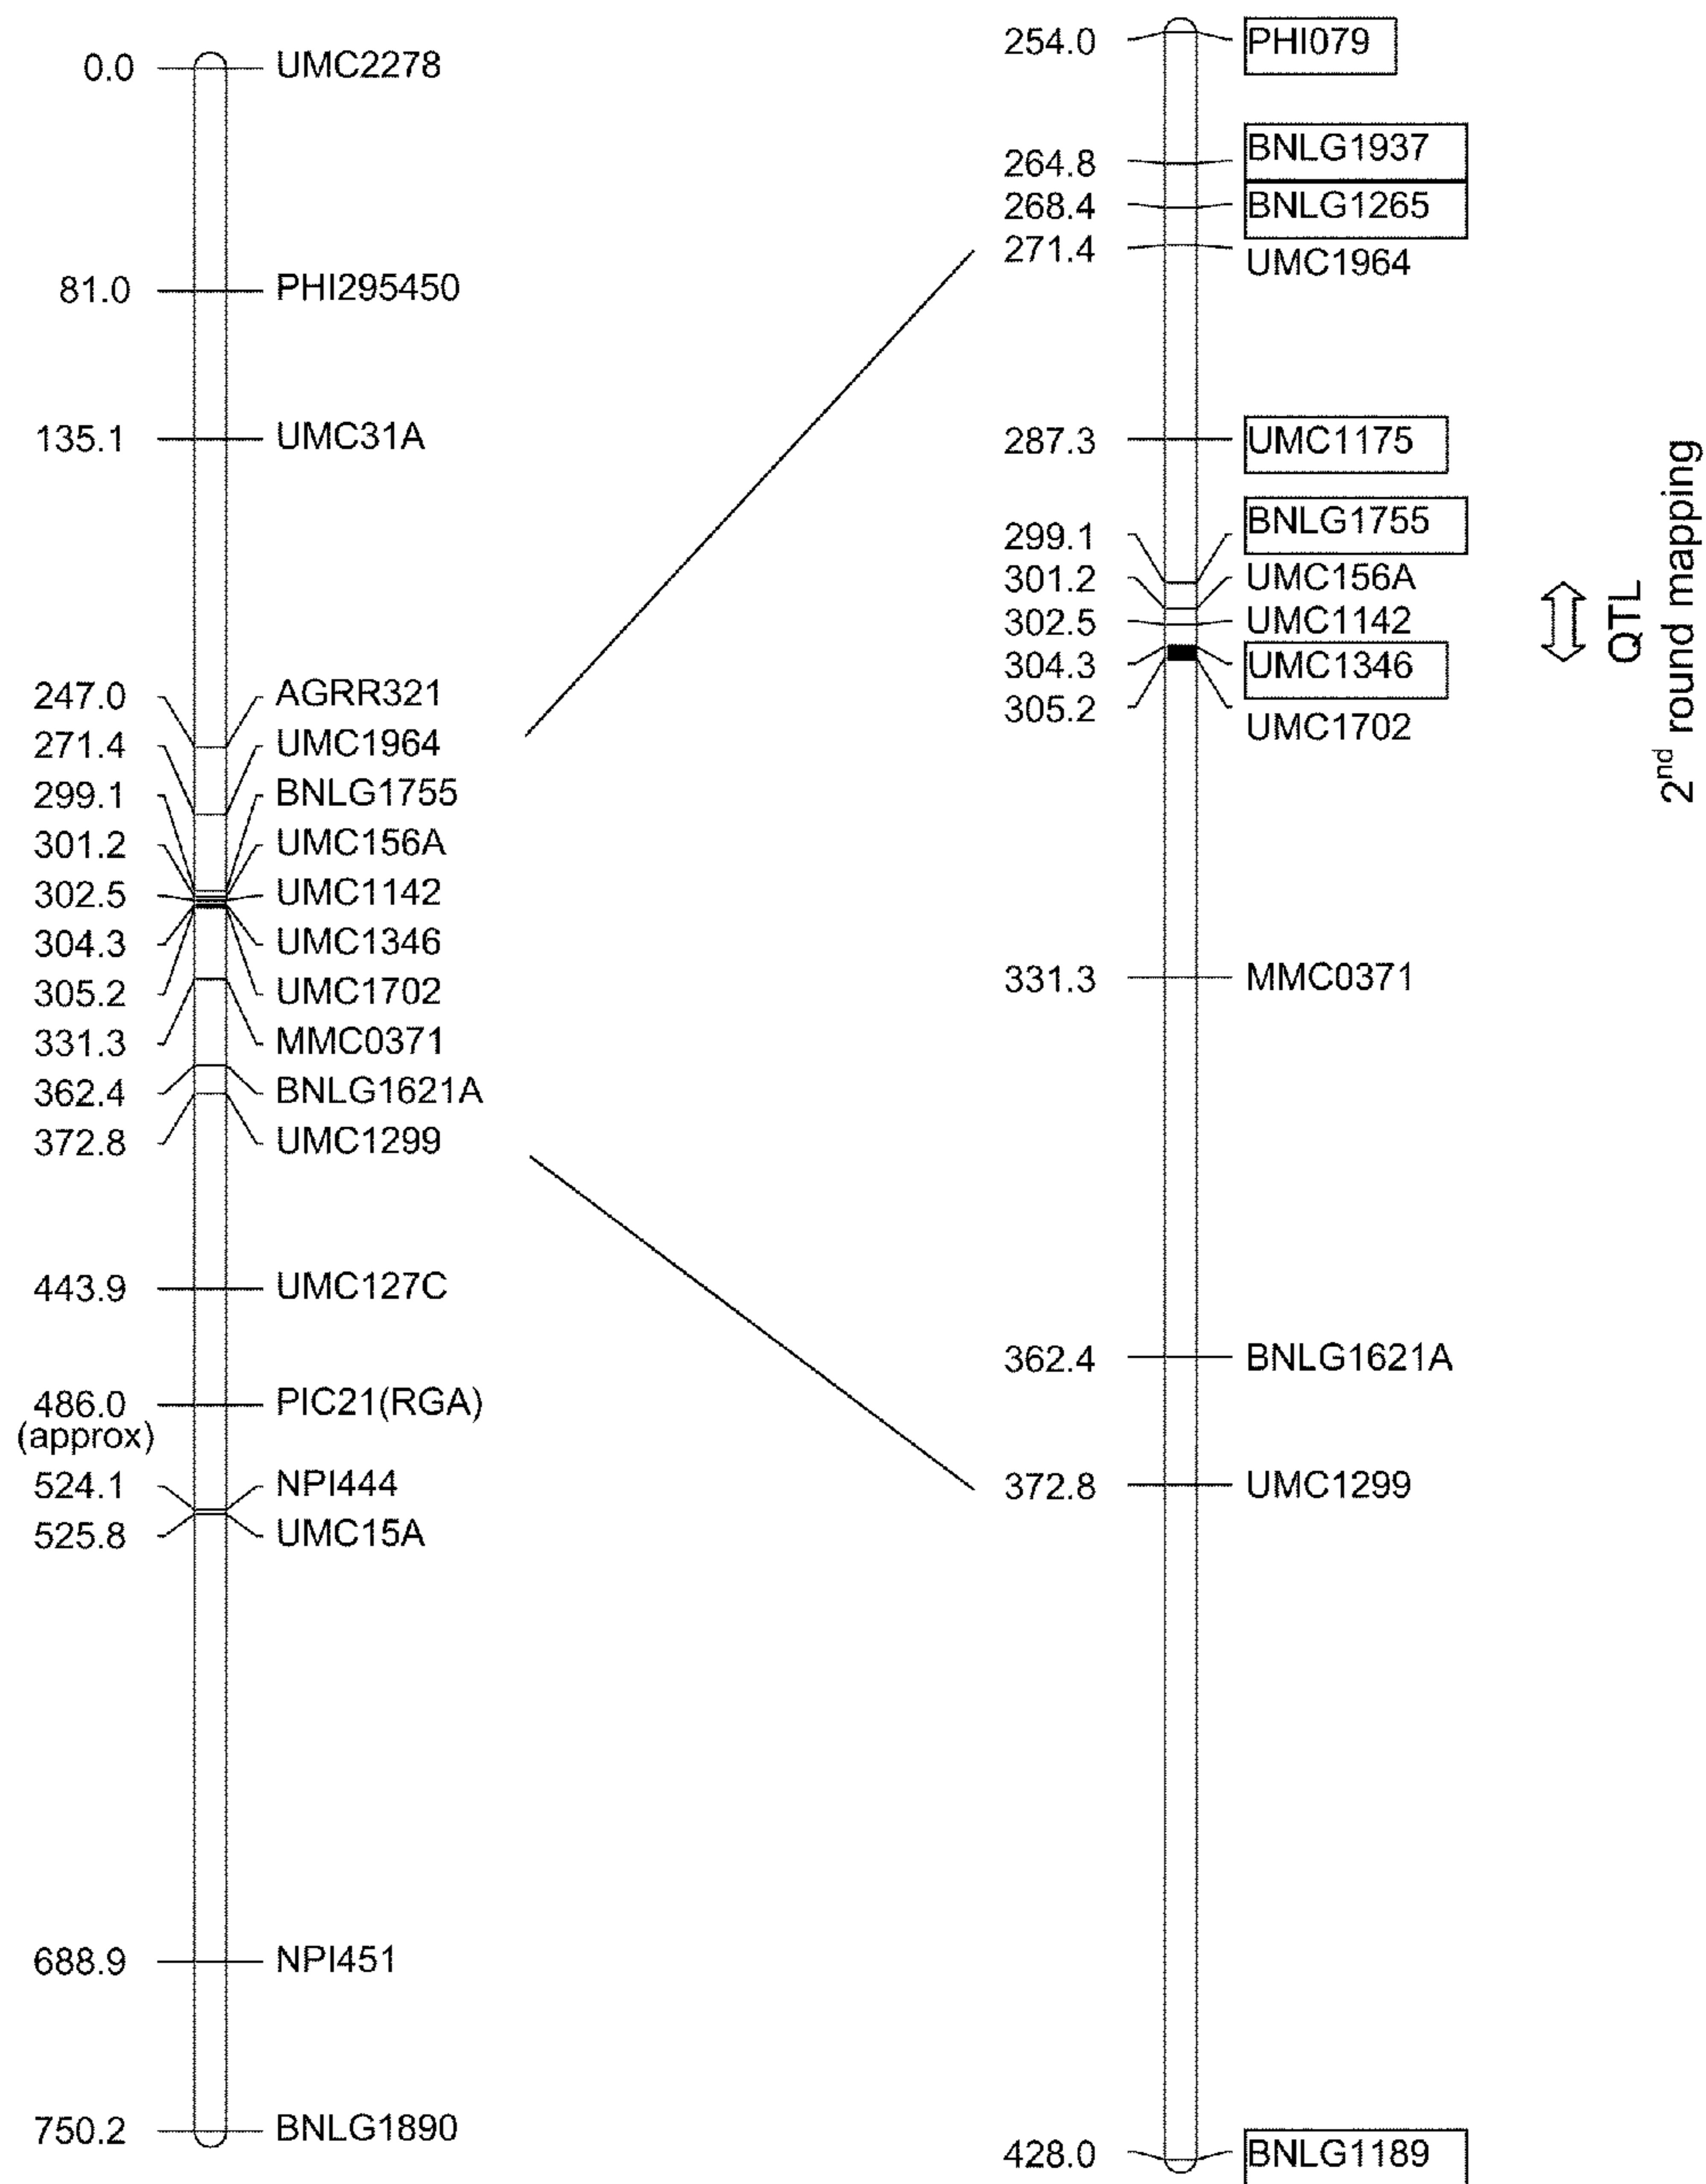 0.0 UMC2278
81.0 PHI295450
135.1 UMC31A
247.0 AGRR321
271.4 UMC1964
299.1 BNLG1755
301.2 UMC156A
302.5 UMC1142
304.3 UMC1346
305.2 UMC1702
331.3 MMC0371
362.4 BNLG1621A
372.8 UMC1299
443.9 UMC127C
486.0 PIC21(RGA)
(approx)
524.1 NPI444
525.8 UMC15A
688.9 NPI451
750.2 BNLG1890
254.0 PHI079
264.8 BNLG1937
268.4 BNLG1265
271.4 UMC1964
287.3 UMC1175
299.1 BNLG1755
301.2 UMC156A
302.5 UMC1142
304.3 UMC1346
305.2 UMC1702
331.3 MMC0371
362.4 BNLG1621A
372.8 UMC1299
428.0 BNLG1189
QTL
2nd round mapping